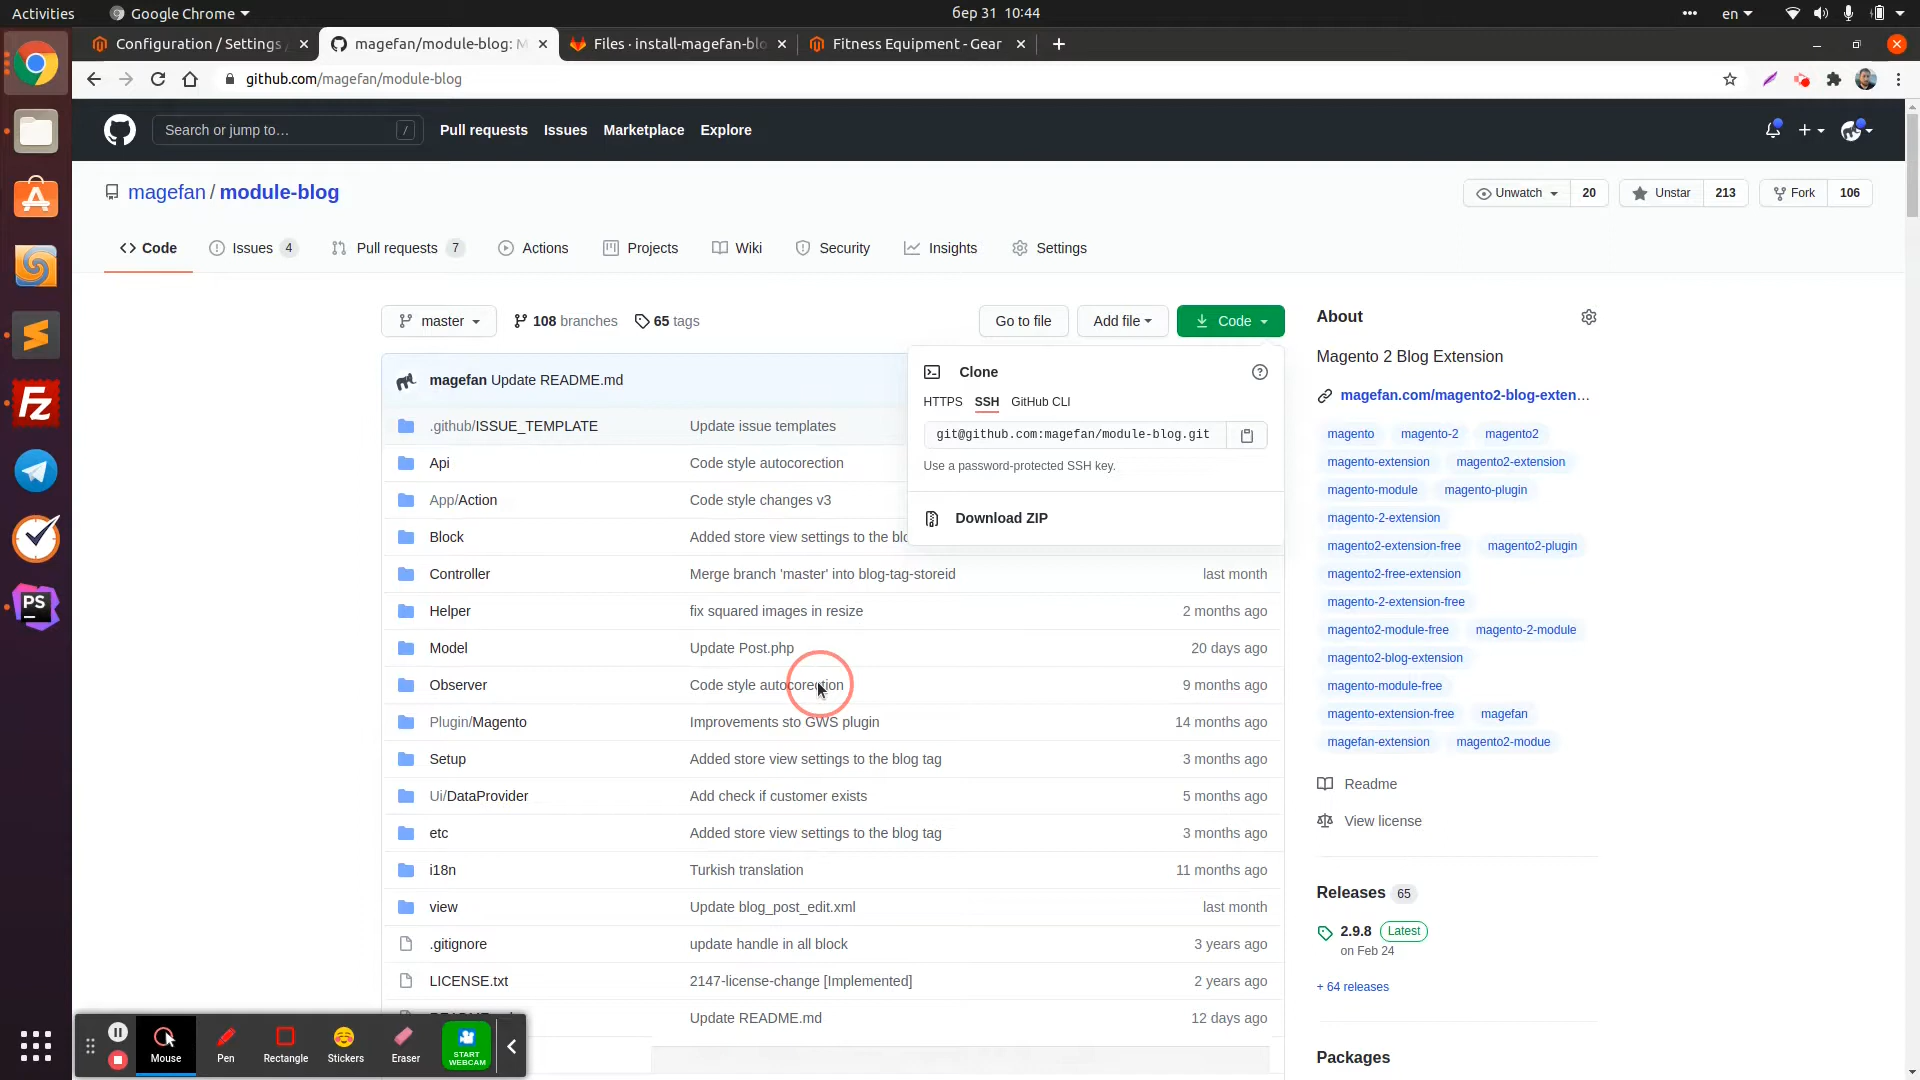 Activities
Google Chrome
бер 31 10:44
en
Configuration / Settings
magefan/module-blog: M
Files · install-magefan-blo
Fitness Equipment - Gear
github.com/magefan/module-blog
Search or jump to…
/
Pull requests
Issues
Marketplace
Explore
magefan / module-blog
Unwatch
20
Unstar
213
Fork
106
Code
Issues 4
Pull requests 7
Actions
Projects
Wiki
Security
Insights
Settings
master
108 branches
65 tags
Go to file
Add file
Code
About
Magento 2 Blog Extension
magefan.com/magento2-blog-exten…
magefan Update README.md
Clone
HTTPS SSH GitHub CLI
git@github.com:magefan/module-blog.git
Use a password-protected SSH key.
Download ZIP
.github/ISSUE_TEMPLATE Update issue templates
Api Code style autocorection
App/Action Code style changes v3
Block Added store view settings to the blo
Controller Merge branch 'master' into blog-tag-storeid last month
Helper fix squared images in resize 2 months ago
Model Update Post.php 20 days ago
Observer Code style autocorection 9 months ago
Plugin/Magento Improvements sto GWS plugin 14 months ago
Setup Added store view settings to the blog tag 3 months ago
Ui/DataProvider Add check if customer exists 5 months ago
etc Added store view settings to the blog tag 3 months ago
i18n Turkish translation 11 months ago
view Update blog_post_edit.xml last month
.gitignore update handle in all block 3 years ago
LICENSE.txt 2147-license-change [Implemented] 2 years ago
Update README.md 12 days ago
magento magento-2 magento2
magento-extension magento2-extension
magento-module magento-plugin
magento-2-extension
magento2-extension-free magento2-plugin
magento2-free-extension
magento-2-extension-free
magento2-module-free magento-2-module
magento2-blog-extension
magento-module-free
magento-extension-free magefan
magefan-extension magento2-modue
Readme
View license
Releases 65
2.9.8 Latest
on Feb 24
+ 64 releases
Packages
PS
Fz
Mouse
Pen
Rectangle
Stickers
Eraser
START
WEBCAM